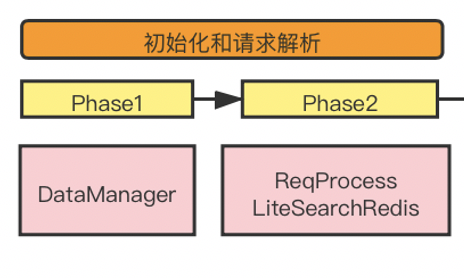 初始化和请求解析
Phase1
Phase2
DataManager
ReqProcess
LiteSearchRedis